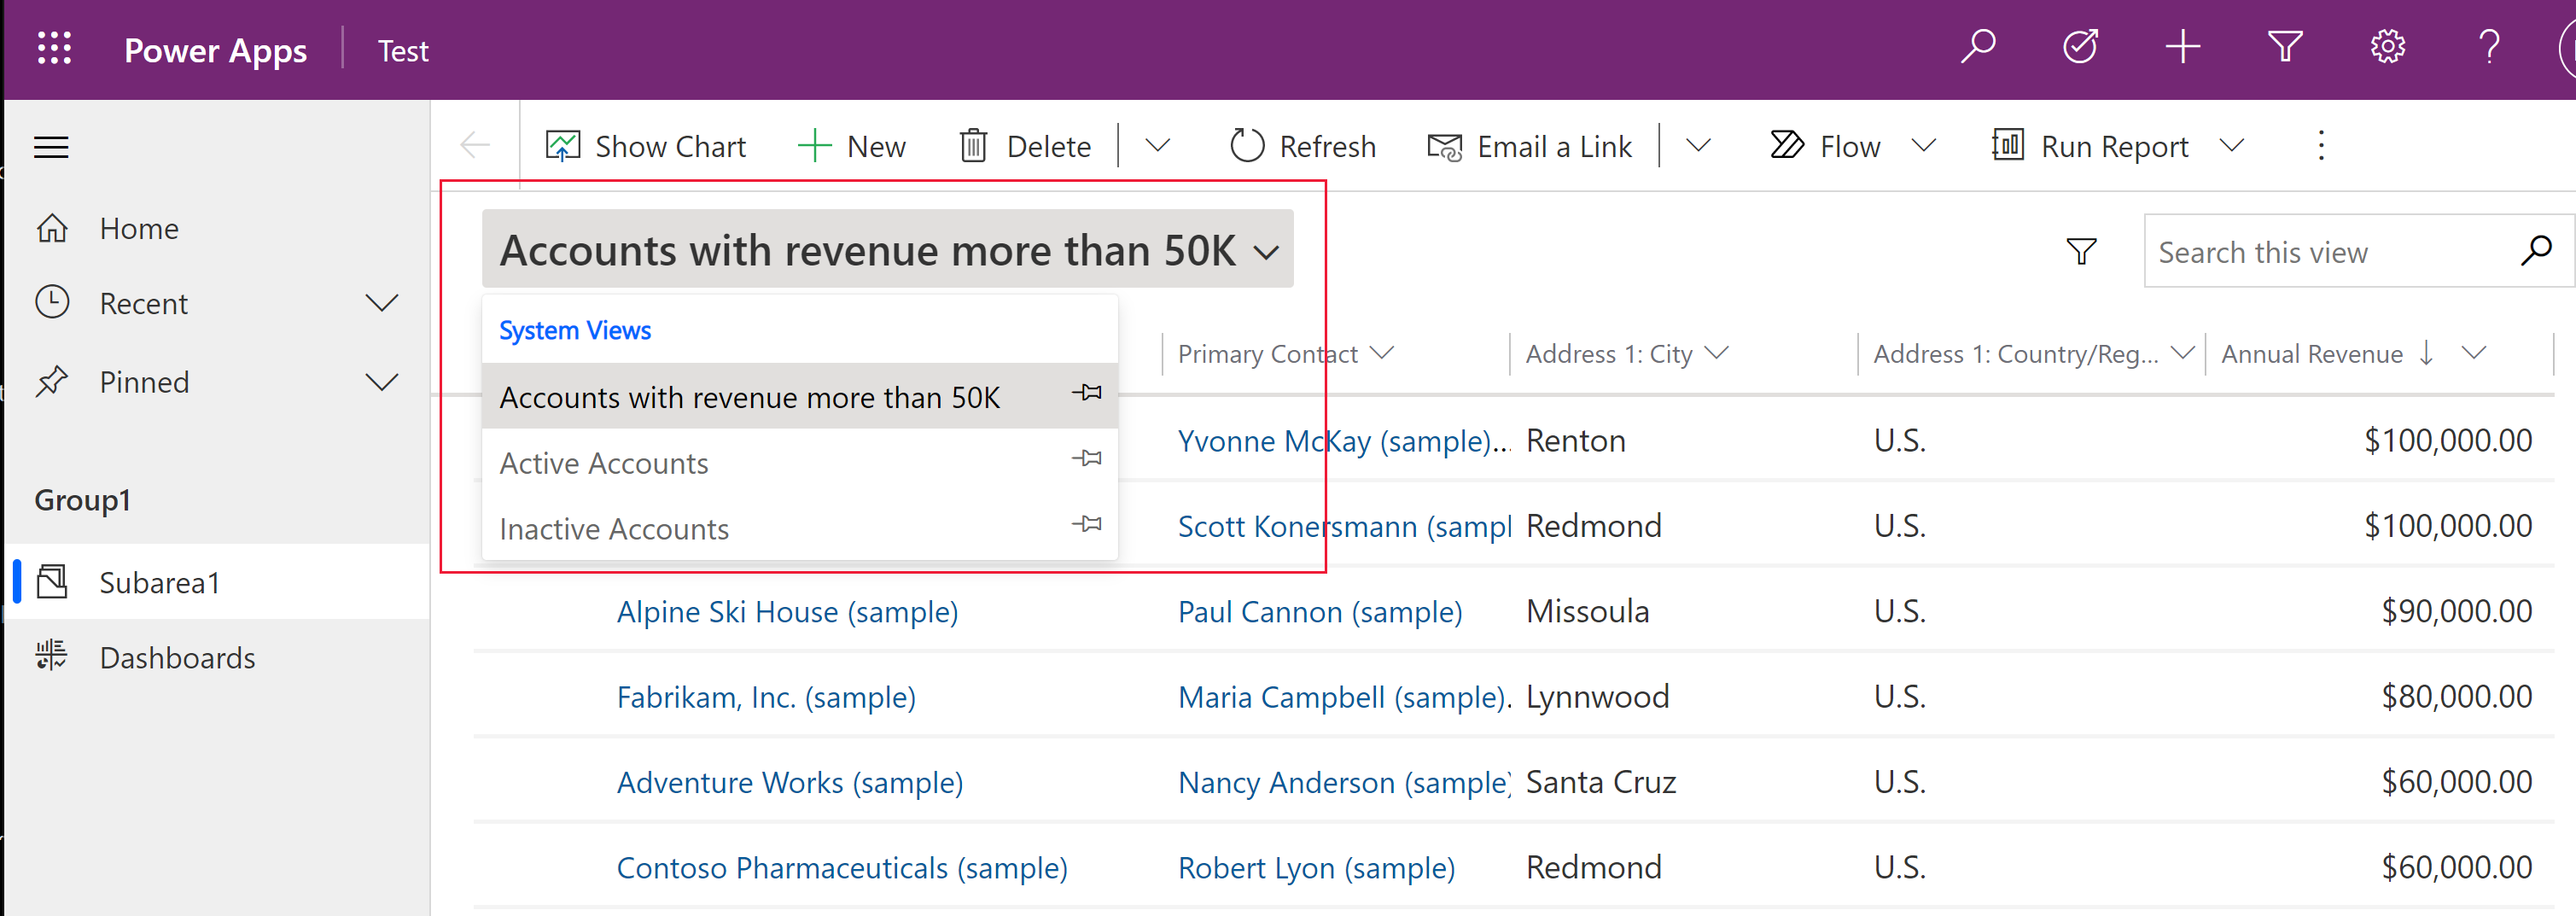 Power Apps Test
Show Chart New Delete Refresh Email a Link Flow Run Report
Home
Recent
Pinned
Group1
Subarea1
Dashboards
Accounts with revenue more than 50K
Search this view
System Views
Accounts with revenue more than 50K
Active Accounts
Inactive Accounts
Primary Contact Address 1: City Address 1: Country/Reg... Annual Revenue
Yvonne McKay (sample)... Renton U.S. $100,000.00
Scott Konersmann (sampl Redmond U.S. $100,000.00
Alpine Ski House (sample) Paul Cannon (sample) Missoula U.S. $90,000.00
Fabrikam, Inc. (sample) Maria Campbell (sample). Lynnwood U.S. $80,000.00
Adventure Works (sample) Nancy Anderson (sample) Santa Cruz U.S. $60,000.00
Contoso Pharmaceuticals (sample) Robert Lyon (sample) Redmond U.S. $60,000.00